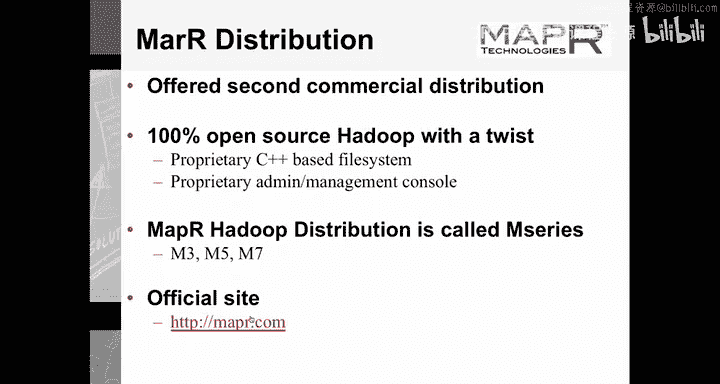 MarR Distribution
MAPR
TECHNOLOGIES
bilibili
• Offered second commercial distribution
• 100% open source Hadoop with a twist
– Proprietary C++ based filesystem
– Proprietary admin/management console
• MapR Hadoop Distribution is called Mseries
– M3, M5, M7
• Official site
– http://mapr.com